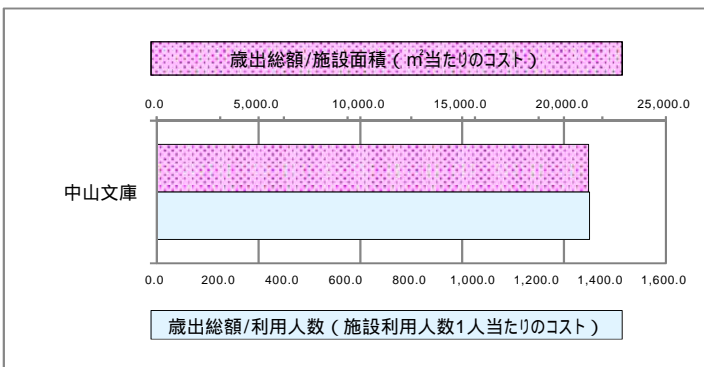 歳出総額/施設面積（㎡当たりのコスト）
0.0 5,000.0 10,000.0 15,000.0 20,000.0 25,000.0
中山文庫
0.0 200.0 400.0 600.0 800.0 1,000.0 1,200.0 1,400.0 1,600.0
歳出総額/利用人数（施設利用人数1人当たりのコスト）